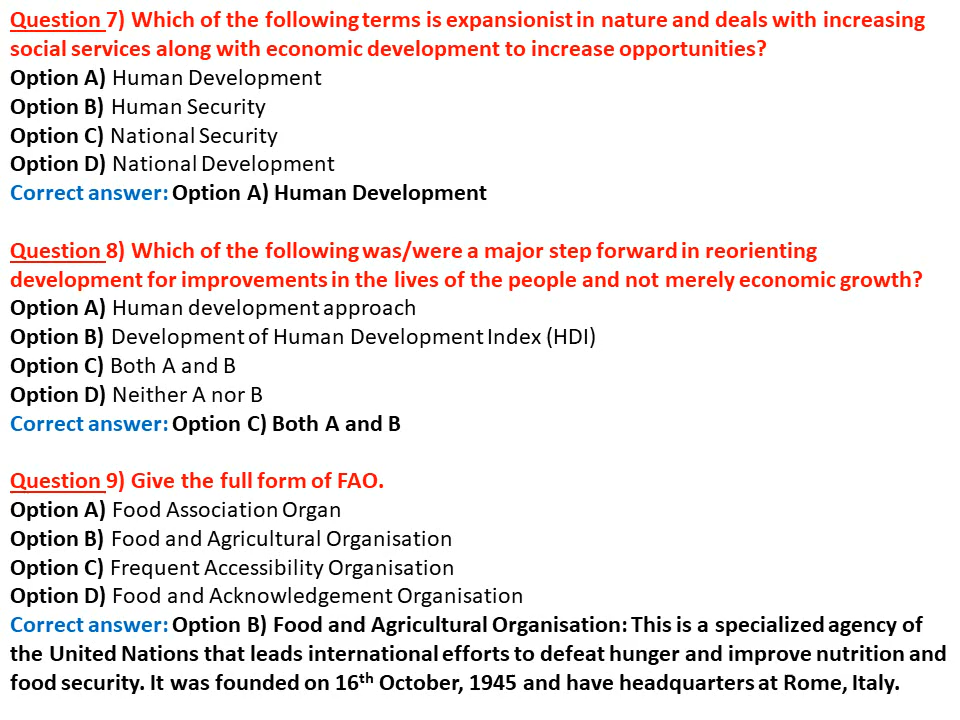 Question 7) Which of the following terms is expansionist in nature and deals with increasing
social services along with economic development to increase opportunities?
Option A) Human Development
Option B) Human Security
Option C) National Security
Option D) National Development
Correct answer: Option A) Human Development
Question 8) Which of the following was/were a major step forward in reorienting
development for improvements in the lives of the people and not merely economic growth?
Option A) Human development approach
Option B) Development of Human Development Index (HDI)
Option C) Both A and B
Option D) Neither A nor B
Correct answer: Option C) Both A and B
Question 9) Give the full form of FAO.
Option A) Food Association Organ
Option B) Food and Agricultural Organisation
Option C) Frequent Accessibility Organisation
Option D) Food and Acknowledgement Organisation
Correct answer: Option B) Food and Agricultural Organisation: This is a specialized agency of
the United Nations that leads international efforts to defeat hunger and improve nutrition and
food security. It was founded on 16th October, 1945 and have headquarters at Rome, Italy.